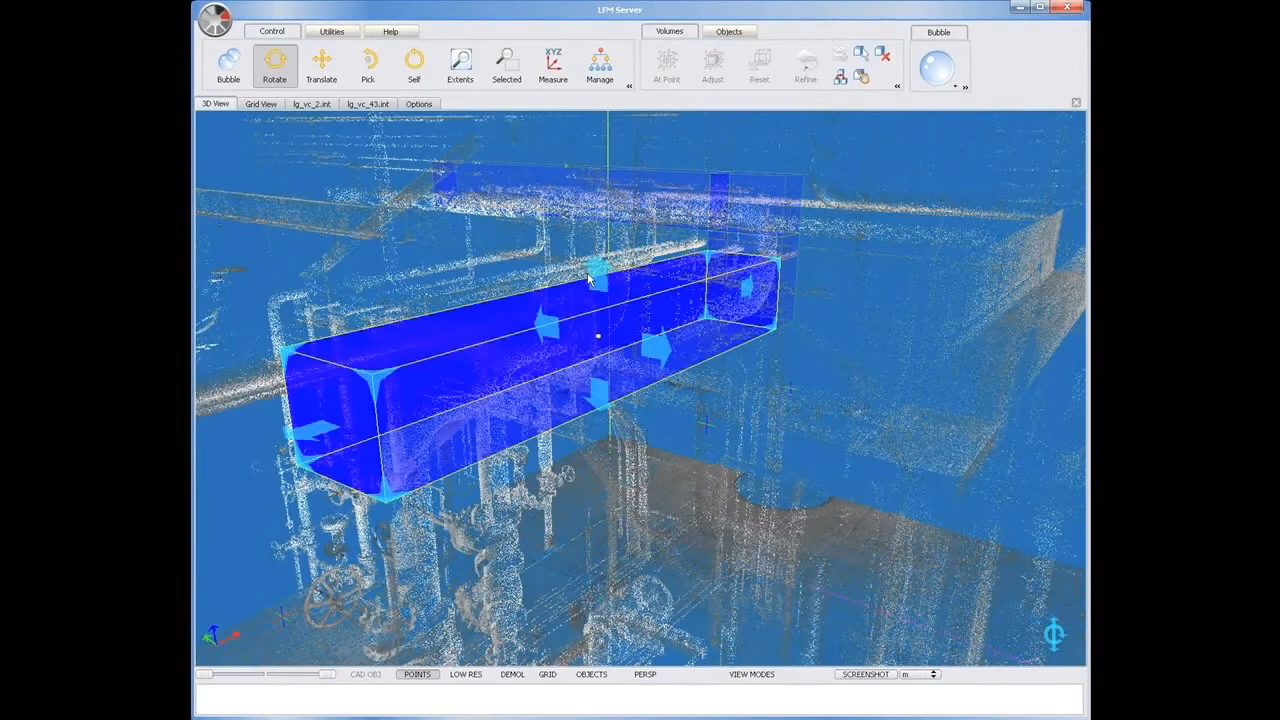 LFM Server
Control Utilities Help Volumes Objects Bubble
Bubble Rotate Translate Pick Self Extents Selected XYZ Measure Manage At Point Adjust Reset Refine
3D View Grid View lg_vc_2.int lg_vc_43.int Options
CAD OBJ POINTS LOW RES DEMOL GRID OBJECTS PERSP VIEW MODES SCREENSHOT m